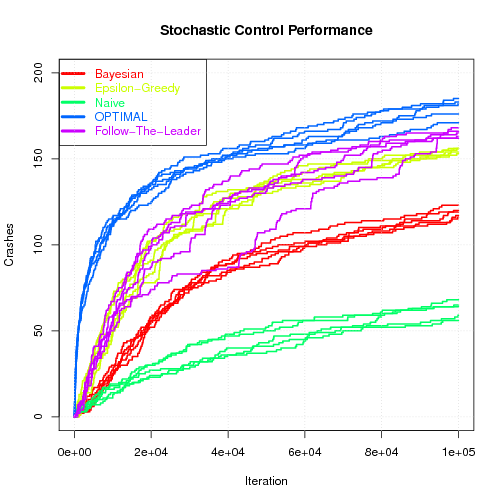 Stochastic Control Performance
200
150
100
50
0
Crashes
Bayesian
Epsilon-Greedy
Naive
OPTIMAL
Follow-The-Leader
0e+00 2e+04 4e+04 6e+04 8e+04 1e+05
Iteration